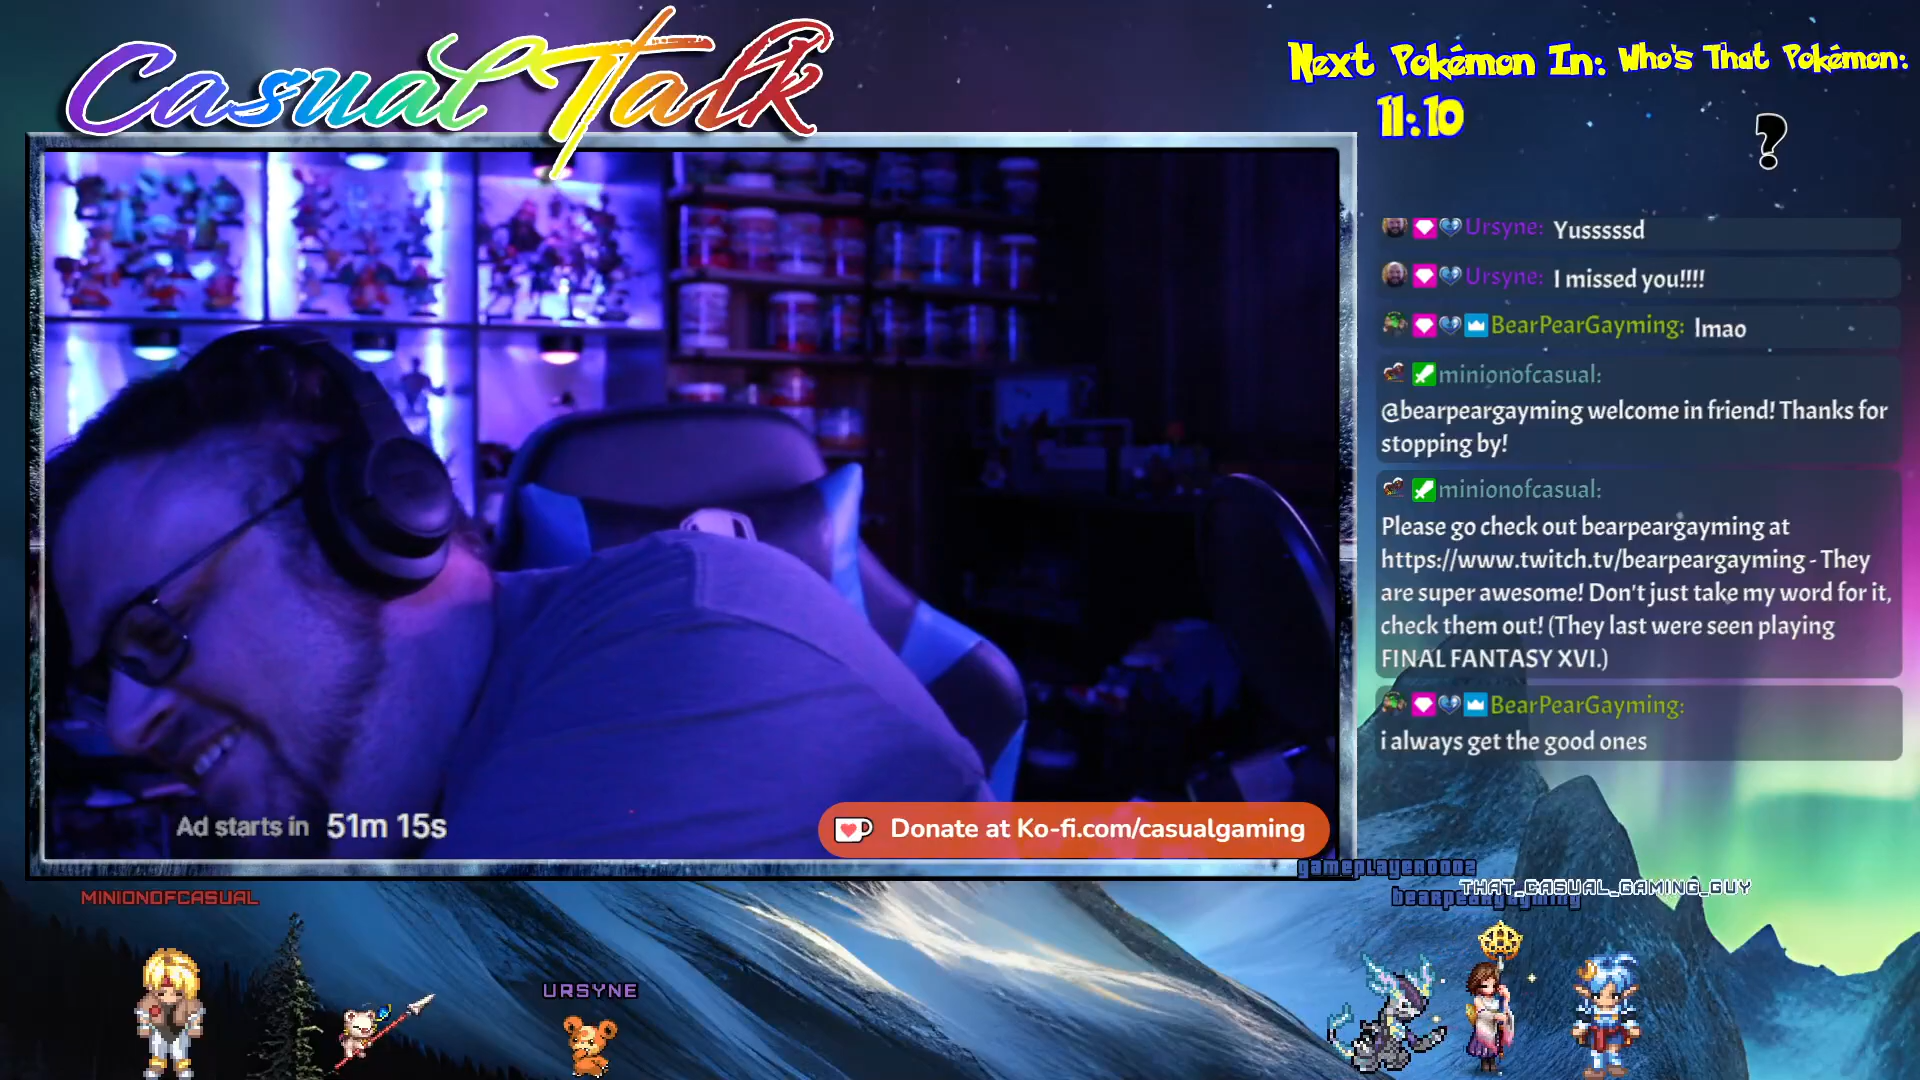 Casual Talk
Next Pokémon In:
11:10
Who's That Pokémon:
?
Ursyne: Yusssssd
Ursyne: I missed you!!!!
BearPearGayming: lmao
minionofcasual:
@bearpeargayming welcome in friend! Thanks for
stopping by!
minionofcasual:
Please go check out bearpeargayming at
https://www.twitch.tv/bearpeargayming - They
are super awesome! Don't just take my word for it,
check them out! (They last were seen playing
FINAL FANTASY XVI.)
BearPearGayming:
i always get the good ones
Ad starts in 51m 15s
Donate at Ko-fi.com/casualgaming
gameplayer0002
THAT_CASUAL_GAMING_GUY
bearpeargayming
MINIONOFCASUAL
URSYNE